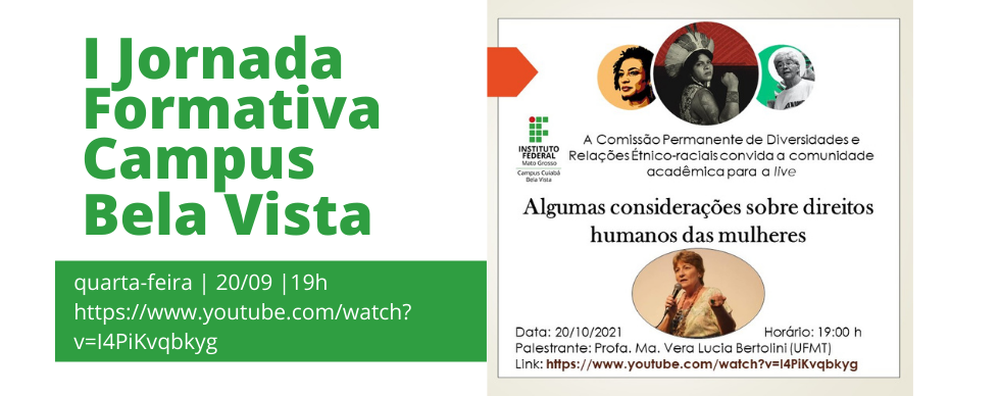 I Jornada
Formativa
Campus
Bela Vista
quarta-feira | 20/09 |19h
https://www.youtube.com/watch?
v=I4PiKvqbkyg
INSTITUTO
FEDERAL
Mato Grosso
Campus Cuiabá
Bela Vista
A Comissão Permanente de Diversidades e
Relações Étnico-raciais convida a comunidade
acadêmica para a live
Algumas considerações sobre direitos
humanos das mulheres
Data: 20/10/2021 Horário: 19:00 h
Palestrante: Profa. Ma. Vera Lucia Bertolini (UFMT)
Link: https://www.youtube.com/watch?v=I4PiKvqbkyg